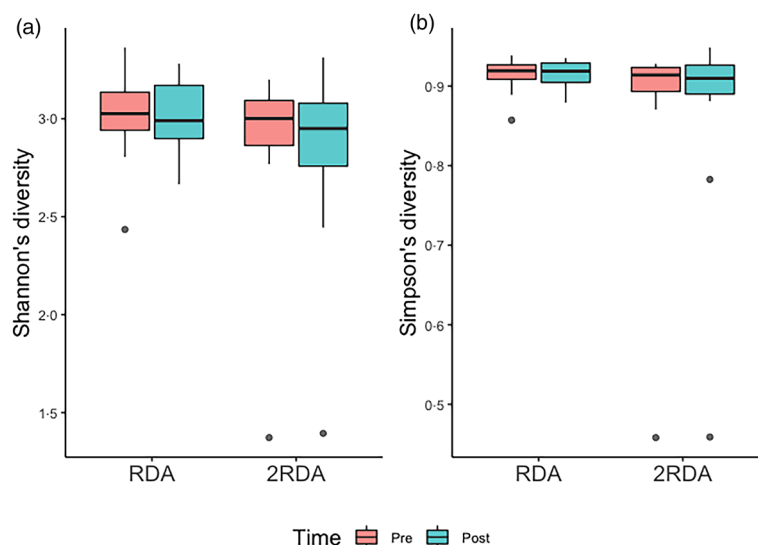 (a)
Shannon's diversity
3·0
2·5
2·0
1·5
RDA 2RDA
(b)
Simpson's diversity
0·9
0·8
0·7
0·6
0·5
RDA 2RDA
Time Pre Post